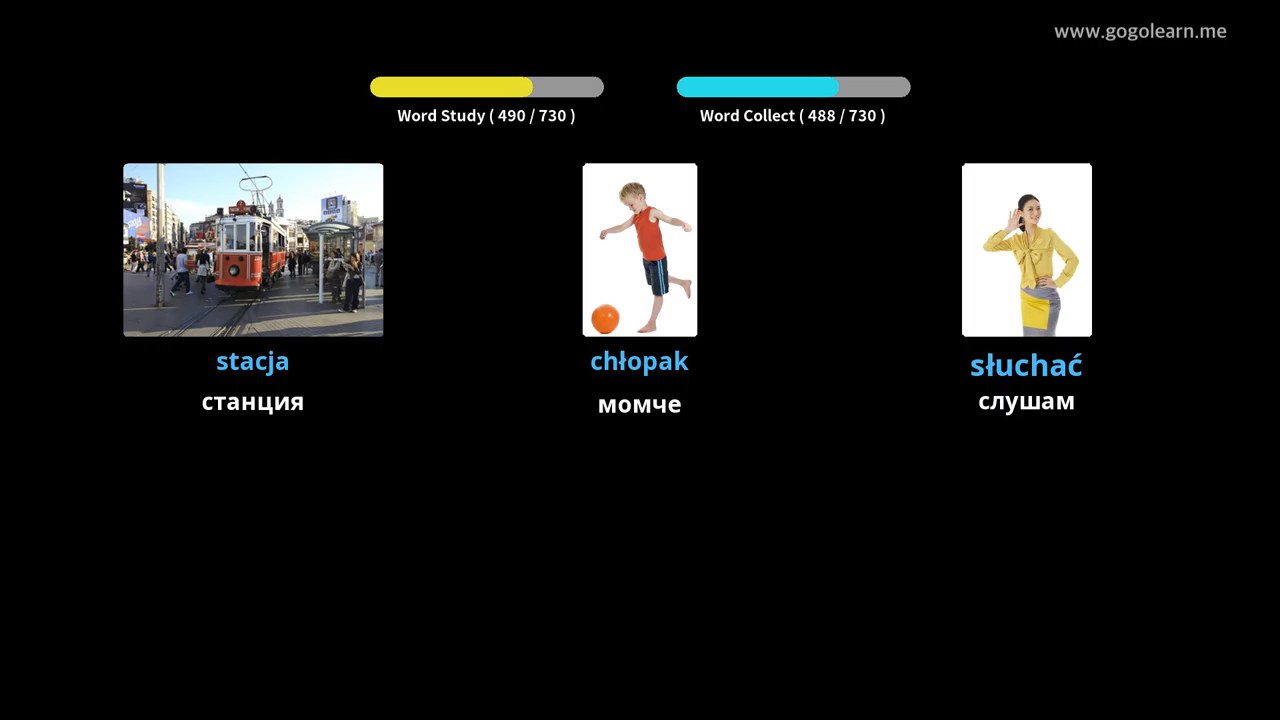 www.gogolearn.me
Word Study ( 490 / 730 )
Word Collect ( 488 / 730 )
stacja
станция
chłopak
момче
słuchać
слушам